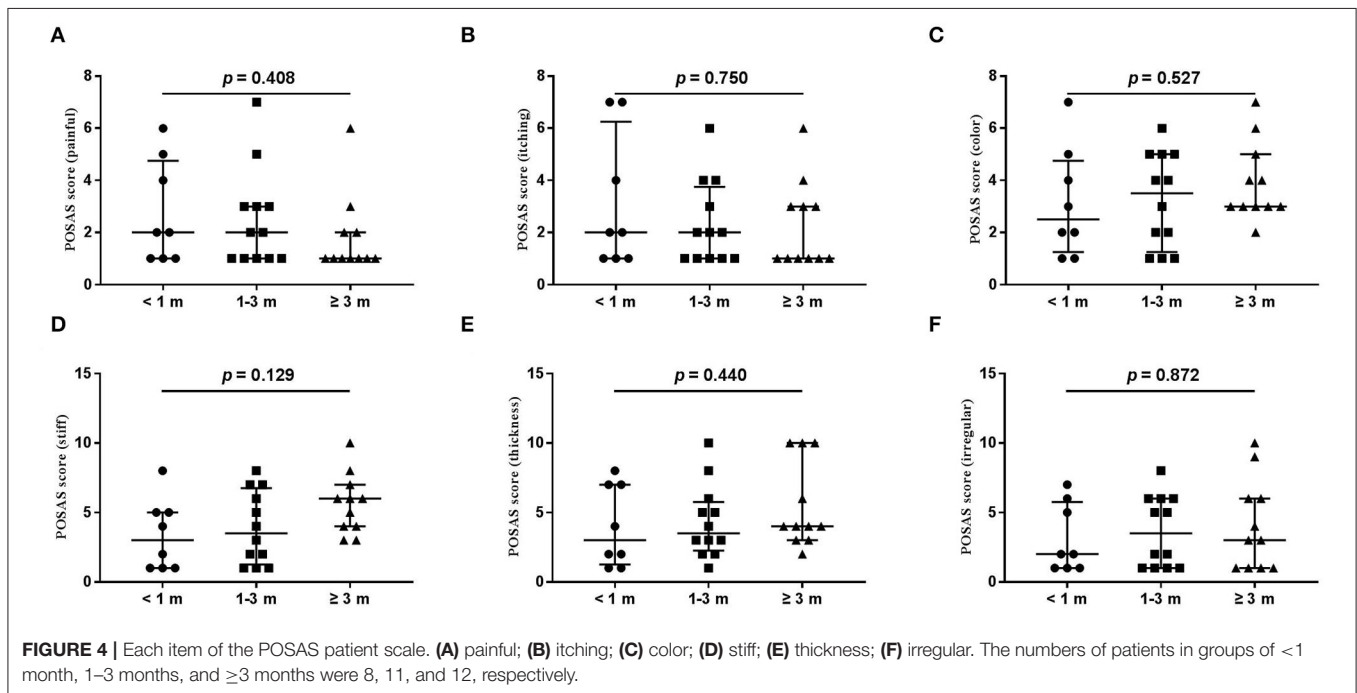 A
B
C
p = 0.408
p = 0.750
p = 0.527
POSAS score (painful)
8
6
4
2
0
< 1 m
1-3 m
≥ 3 m
POSAS score (itching)
8
6
4
2
0
< 1 m
1-3 m
≥ 3 m
POSAS score (color)
8
6
4
2
0
< 1 m
1-3 m
≥ 3 m
D
E
F
p = 0.129
p = 0.440
p = 0.872
POSAS score (stiff)
15
10
5
0
< 1 m
1-3 m
≥ 3 m
POSAS score (thickness)
15
10
5
0
< 1 m
1-3 m
≥ 3 m
POSAS score (irregular)
15
10
5
0
< 1 m
1-3 m
≥ 3 m
FIGURE 4 | Each item of the POSAS patient scale. (A) painful; (B) itching; (C) color; (D) stiff; (E) thickness; (F) irregular. The numbers of patients in groups of <1
month, 1–3 months, and ≥3 months were 8, 11, and 12, respectively.